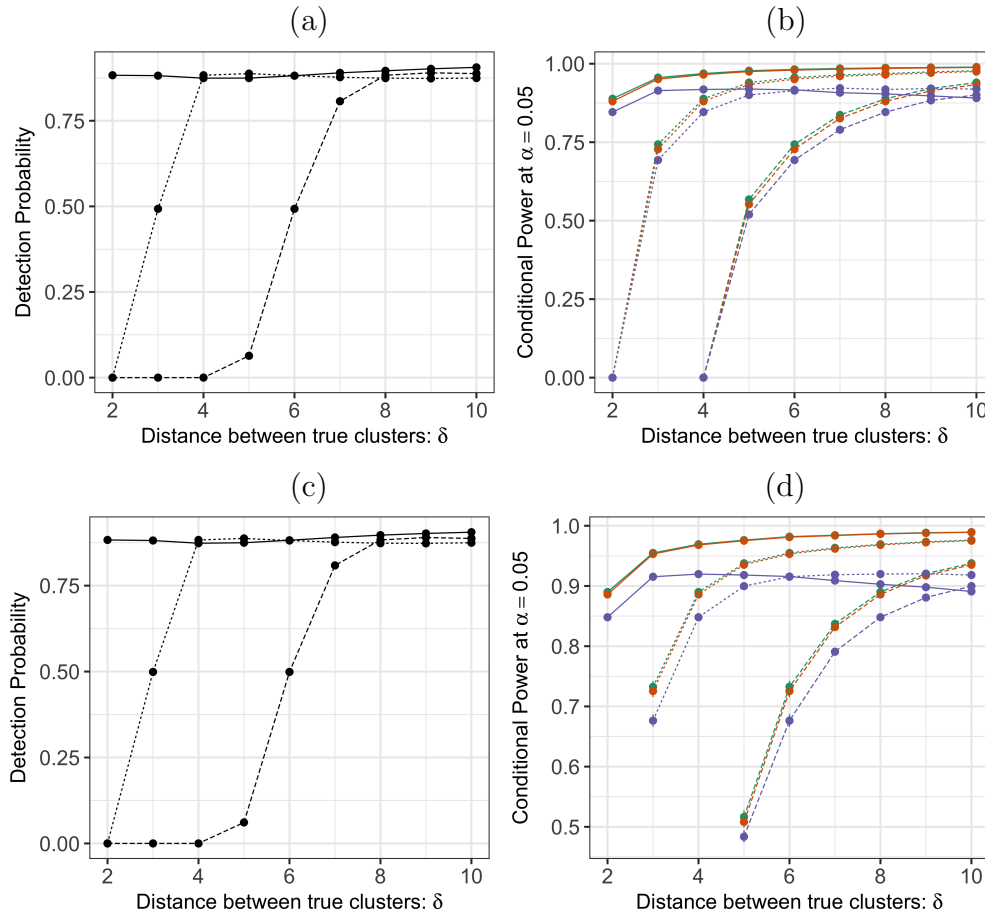 (a)
Detection Probability
0.75
0.50
0.25
0.00
2 4 6 8 10
Distance between true clusters: δ
(b)
Conditional Power at α = 0.05
1.00
0.75
0.50
0.25
0.00
2 4 6 8 10
Distance between true clusters: δ
(c)
Detection Probability
0.75
0.50
0.25
0.00
2 4 6 8 10
Distance between true clusters: δ
(d)
Conditional Power at α = 0.05
1.0
0.9
0.8
0.7
0.6
0.5
2 4 6 8 10
Distance between true clusters: δ